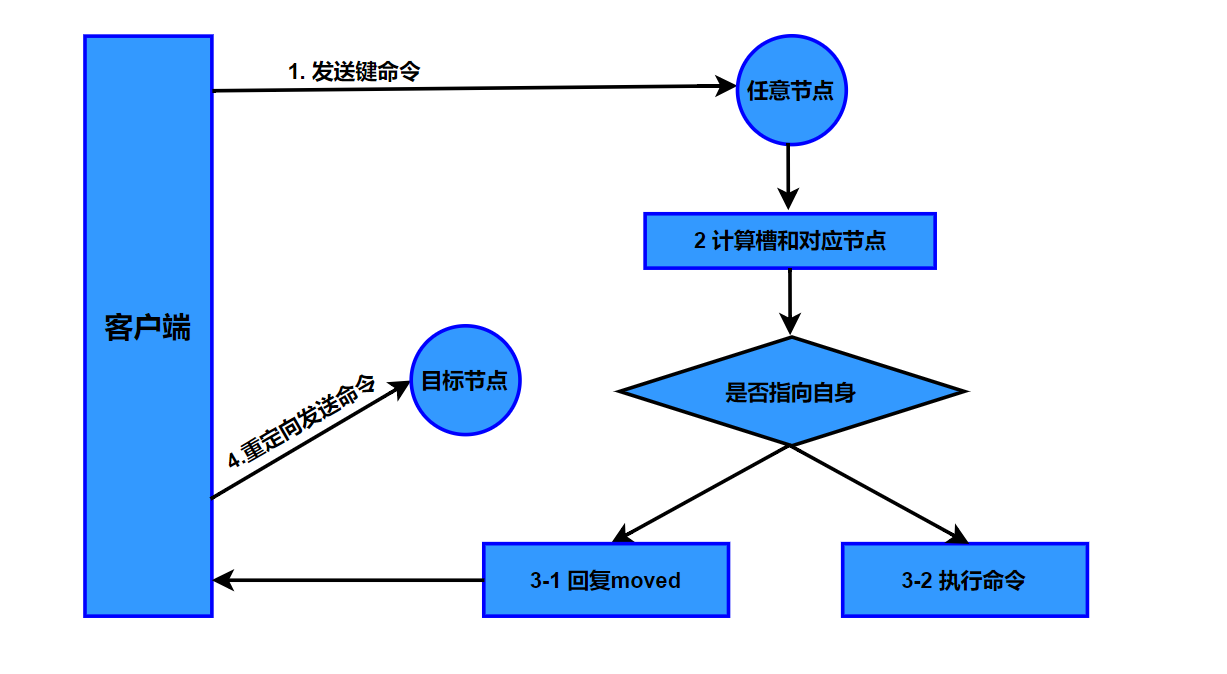 1. 发送键命令
任意节点
2 计算槽和对应节点
客户端
目标节点
是否指向自身
4.重定向发送命令
3-1 回复moved
3-2 执行命令